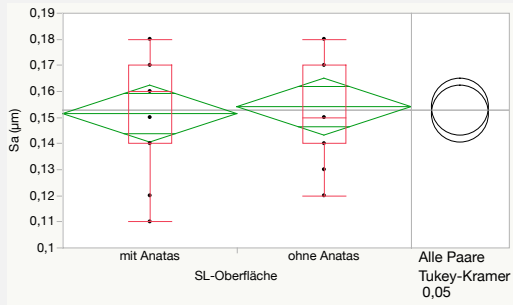 0,19
0,18
0,17
0,16
0,15
0,14
0,13
0,12
0,11
0,1
Sa (µm)
mit Anatas
ohne Anatas
SL-Oberfläche
Alle Paare
Tukey-Kramer
0,05